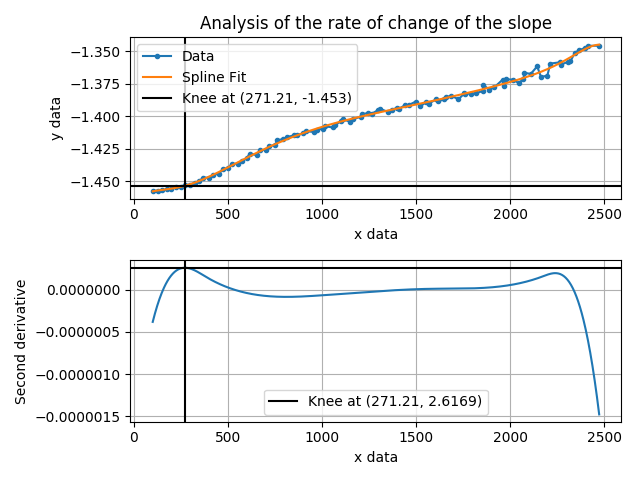 Analysis of the rate of change of the slope
−1.350
−1.375
−1.400
−1.425
−1.450
y data
Data
Spline Fit
Knee at (271.21, -1.453)
0
500
1000
1500
2000
2500
x data
0.0000000
−0.0000005
−0.0000010
−0.0000015
Second derivative
Knee at (271.21, 2.6169)
0
500
1000
1500
2000
2500
x data